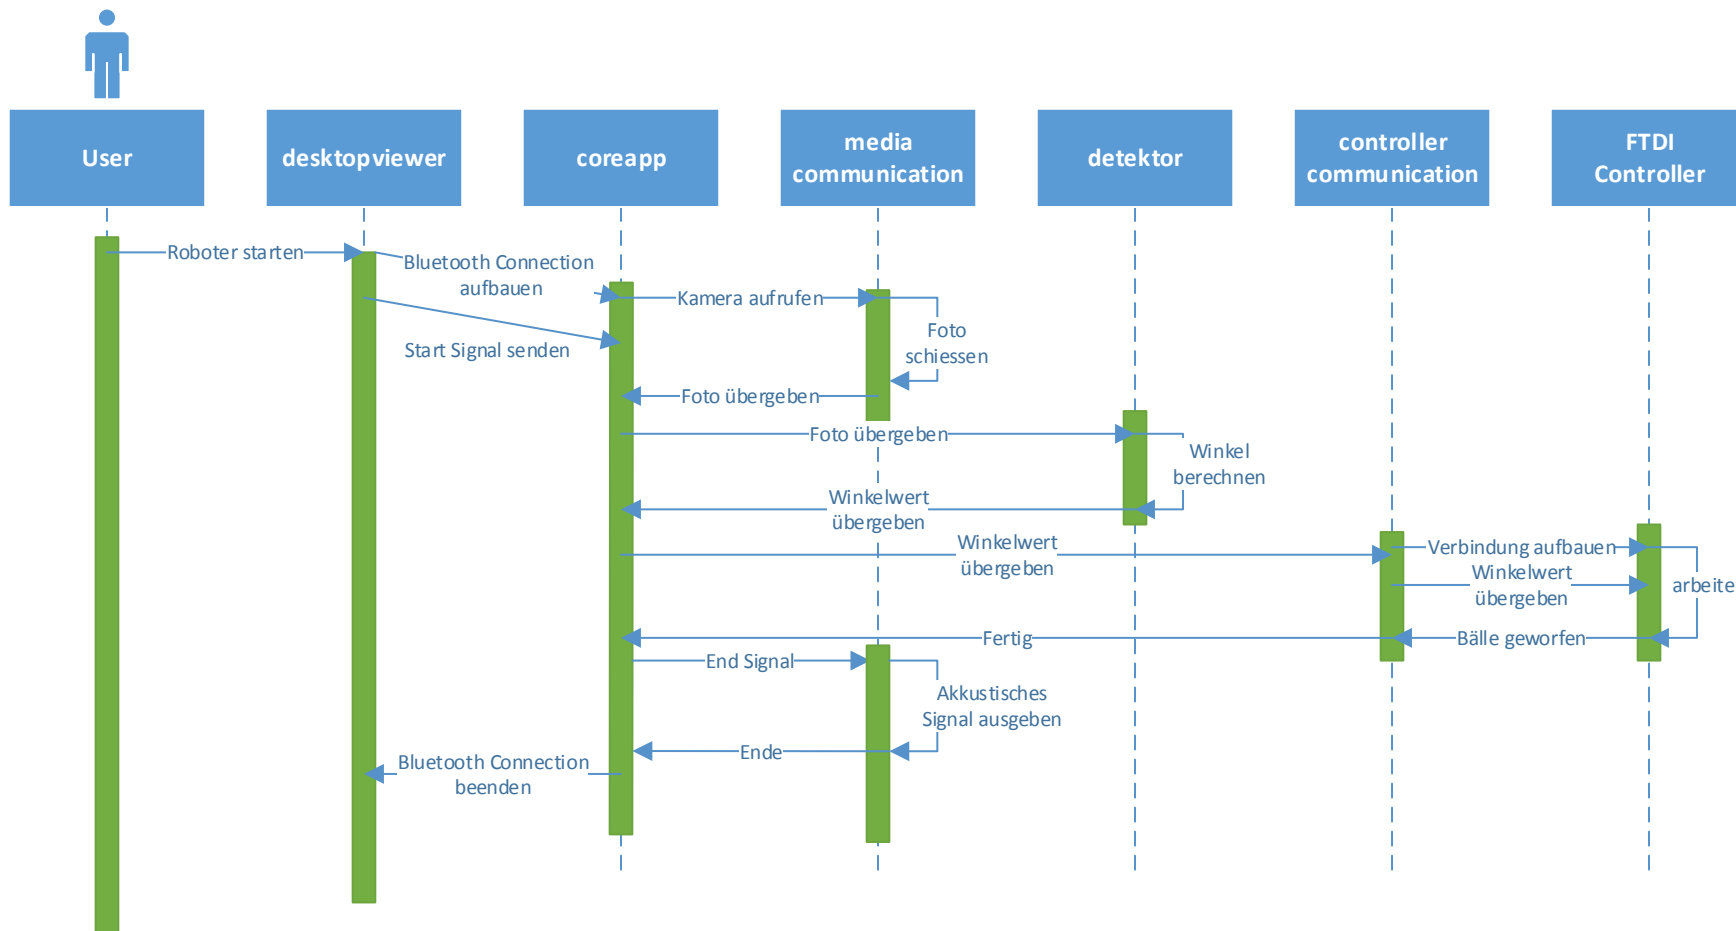 User
desktopviewer
coreapp
media
communication
detektor
controller
communication
FTDI
Controller
Roboter starten
Bluetooth Connection
aufbauen
Kamera aufrufen
Foto
schiessen
Start Signal senden
Foto übergeben
Foto übergeben
Winkel
berechnen
Winkelwert
übergeben
Winkelwert
übergeben
Verbindung aufbauen
Winkelwert
übergeben
arbeite
Fertig
Bälle geworfen
End Signal
Akkustisches
Signal ausgeben
Ende
Bluetooth Connection
beenden